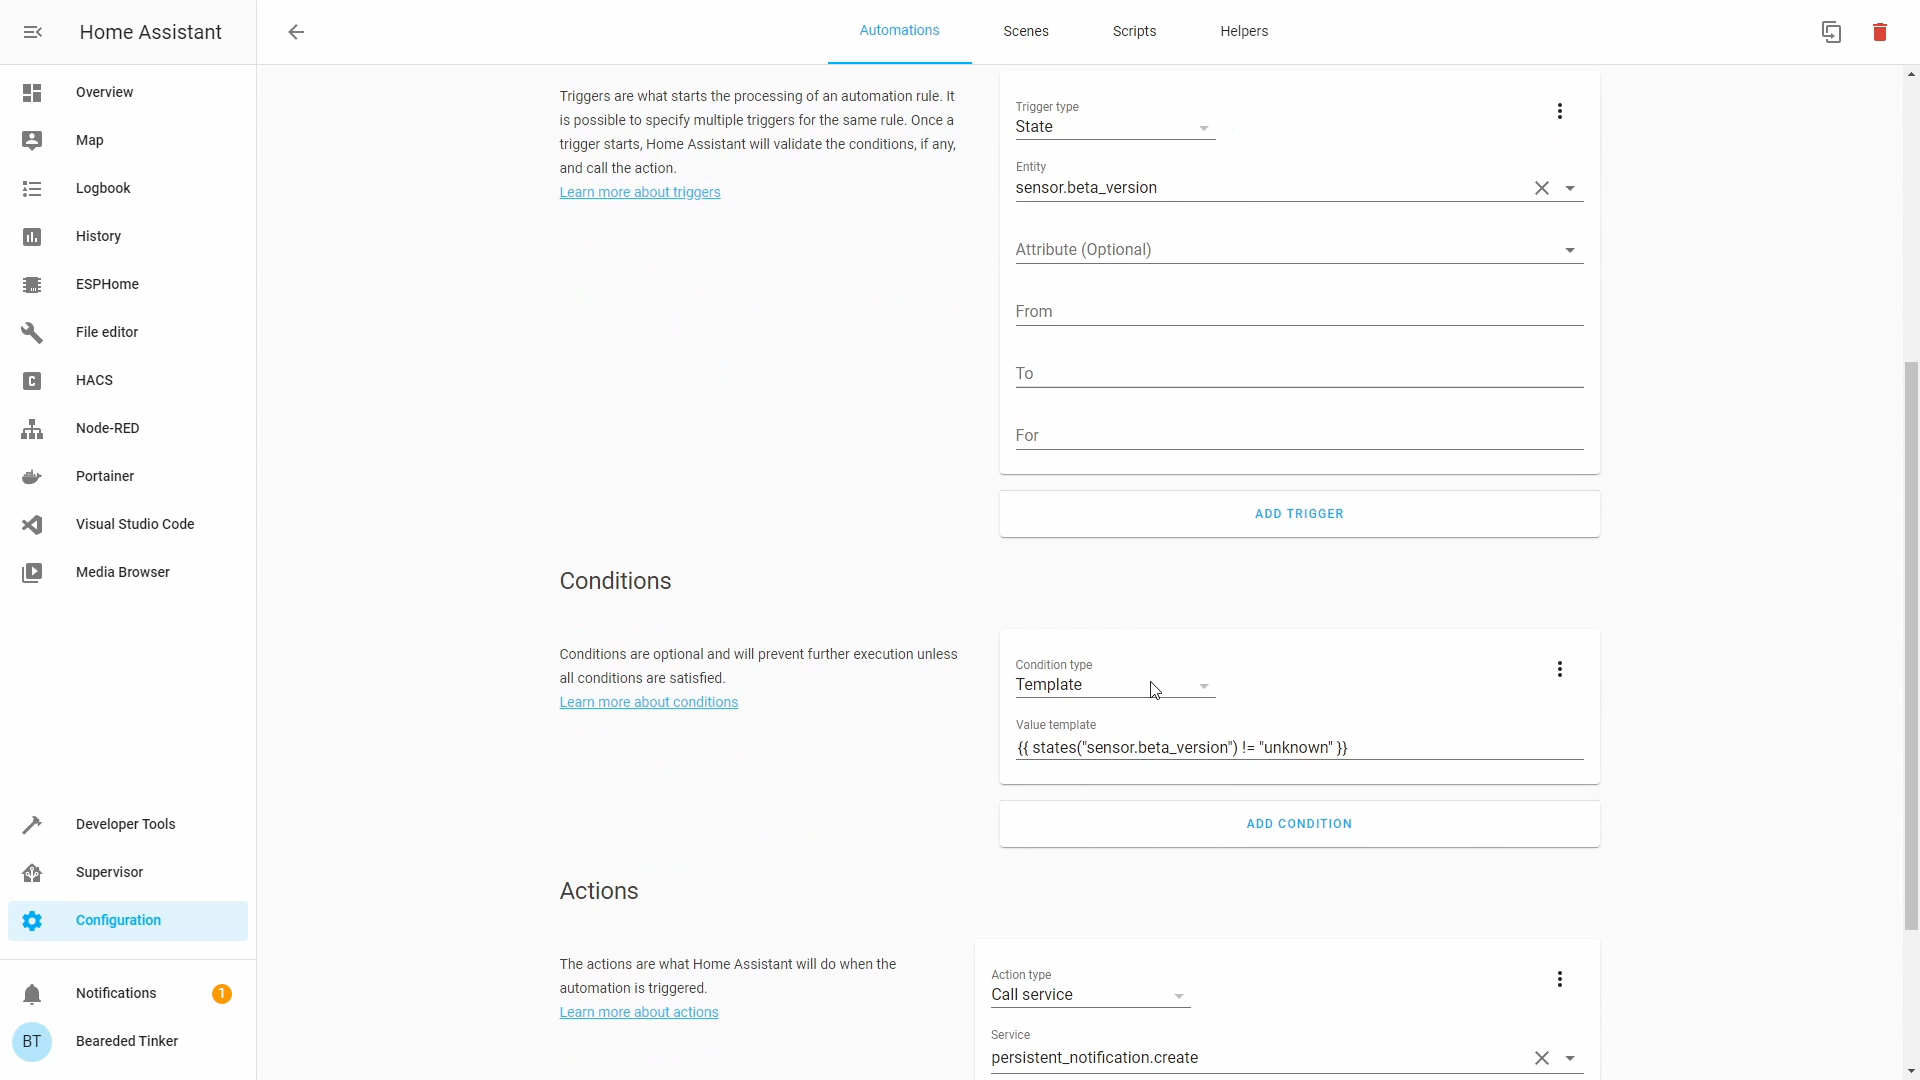 Home Assistant
Automations
Scenes
Scripts
Helpers
Overview
Map
Logbook
History
ESPHome
File editor
C
HACS
Node-RED
Portainer
Visual Studio Code
Media Browser
Developer Tools
Supervisor
Configuration
Notifications
1
BT
Bearded Tinker
Triggers are what starts the processing of an automation rule. It
is possible to specify multiple triggers for the same rule. Once a
trigger starts, Home Assistant will validate the conditions, if any,
and call the action.
Learn more about triggers
Trigger type
State
Entity
sensor.beta_version
Attribute (Optional)
From
To
For
ADD TRIGGER
Conditions
Conditions are optional and will prevent further execution unless
all conditions are satisfied.
Learn more about conditions
Condition type
Template
Value template
{{ states("sensor.beta_version") != "unknown" }}
ADD CONDITION
Actions
The actions are what Home Assistant will do when the
automation is triggered.
Learn more about actions
Action type
Call service
Service
persistent_notification.create